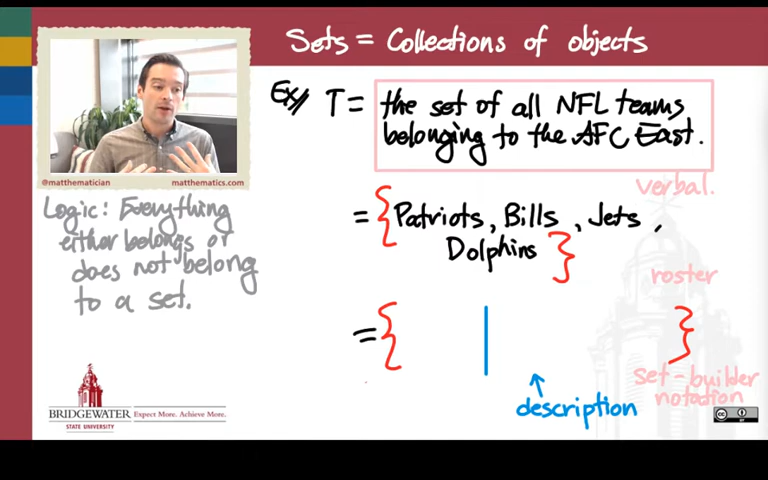 Sets = Collections of objects
Ex/ T = the set of all NFL teams
belonging to the AFC East.
verbal.
= { Patriots, Bills, Jets,
Dolphins }
roster
= { | }
set-builder
notation
description
@matthematician matthematics.com
Logic: Everything
either belongs or
does not belong
to a set.
BRIDGEWATER
STATE UNIVERSITY
Expect More. Achieve More.
cc BY